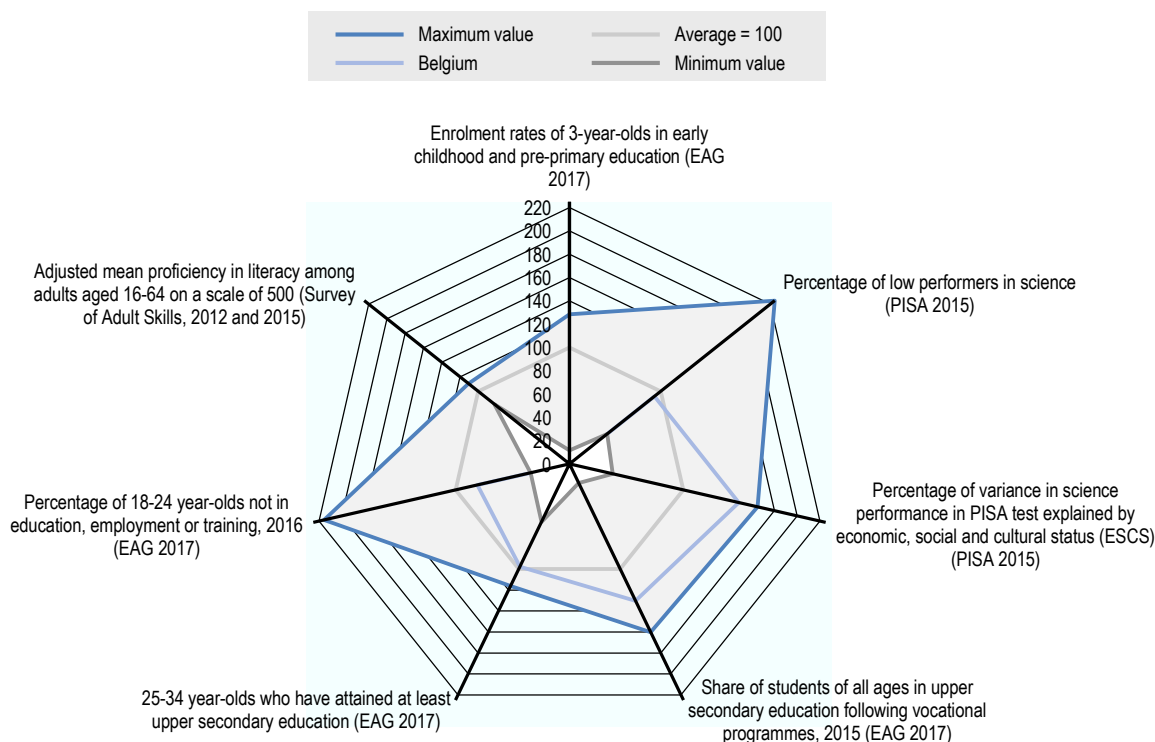 Maximum value
Average = 100
Belgium
Minimum value
Enrolment rates of 3-year-olds in early
childhood and pre-primary education (EAG
2017)
220
200
180
160
140
120
100
80
60
40
20
0
Percentage of low performers in science
(PISA 2015)
Percentage of variance in science
performance in PISA test explained by
economic, social and cultural status (ESCS)
(PISA 2015)
Share of students of all ages in upper
secondary education following vocational
programmes, 2015 (EAG 2017)
25-34 year-olds who have attained at least
upper secondary education (EAG 2017)
Percentage of 18-24 year-olds not in
education, employment or training, 2016
(EAG 2017)
Adjusted mean proficiency in literacy among
adults aged 16-64 on a scale of 500 (Survey
of Adult Skills, 2012 and 2015)